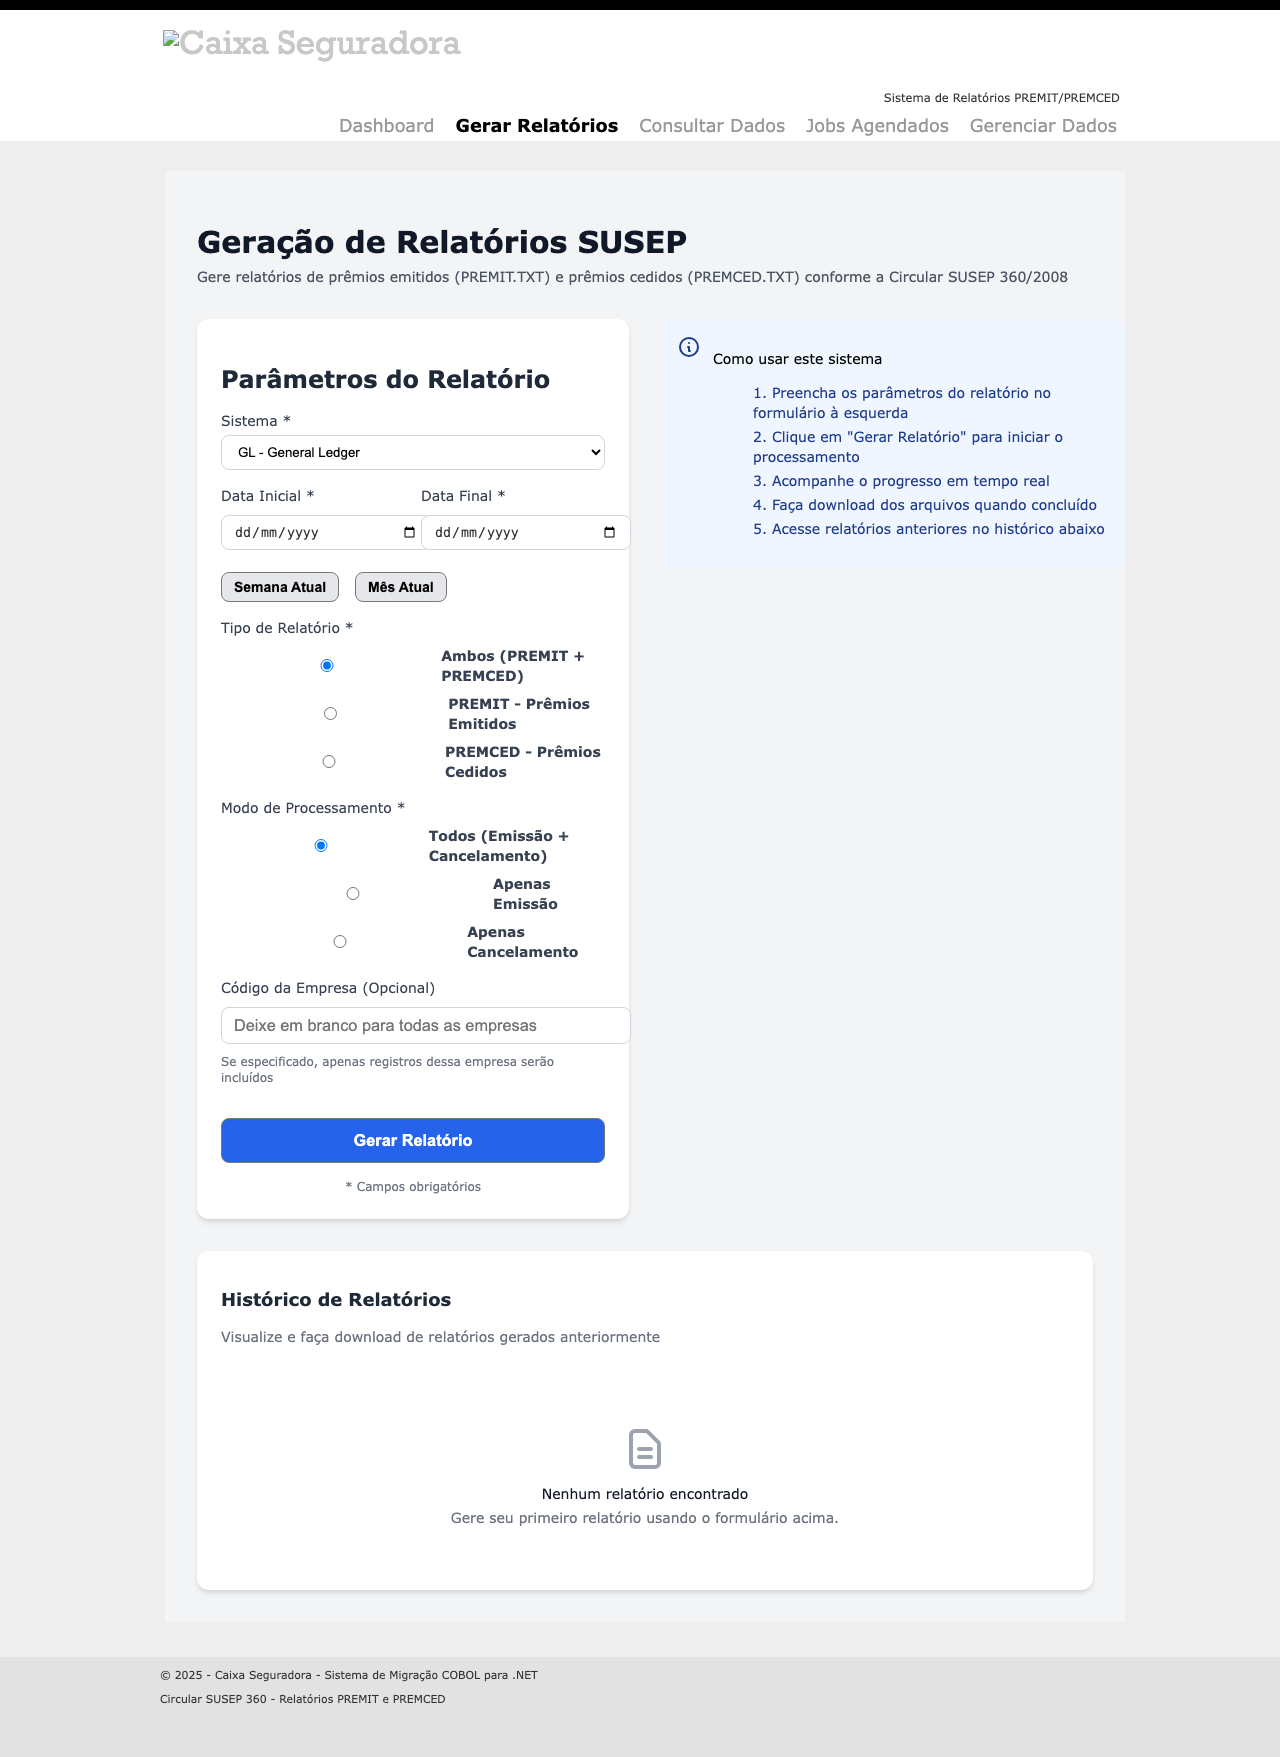 Caixa Seguradora
Sistema de Relatórios PREMIT/PREMCED
Dashboard Gerar Relatórios Consultar Dados Jobs Agendados Gerenciar Dados
Geração de Relatórios SUSEP
Gere relatórios de prêmios emitidos (PREMIT.TXT) e prêmios cedidos (PREMCED.TXT) conforme a Circular SUSEP 360/2008
Parâmetros do Relatório
Sistema *
GL - General Ledger
Data Inicial * Data Final *
dd/mm/yyyy dd/mm/yyyy
Semana Atual Mês Atual
Tipo de Relatório *
Ambos (PREMIT +
PREMCED)
PREMIT - Prêmios
Emitidos
PREMCED - Prêmios
Cedidos
Modo de Processamento *
Todos (Emissão +
Cancelamento)
Apenas
Emissão
Apenas
Cancelamento
Código da Empresa (Opcional)
Deixe em branco para todas as empresas
Se especificado, apenas registros dessa empresa serão
incluídos
Gerar Relatório
* Campos obrigatórios
Como usar este sistema
1. Preencha os parâmetros do relatório no
formulário à esquerda
2. Clique em "Gerar Relatório" para iniciar o
processamento
3. Acompanhe o progresso em tempo real
4. Faça download dos arquivos quando concluído
5. Acesse relatórios anteriores no histórico abaixo
Histórico de Relatórios
Visualize e faça download de relatórios gerados anteriormente
Nenhum relatório encontrado
Gere seu primeiro relatório usando o formulário acima.
© 2025 - Caixa Seguradora - Sistema de Migração COBOL para .NET
Circular SUSEP 360 - Relatórios PREMIT e PREMCED